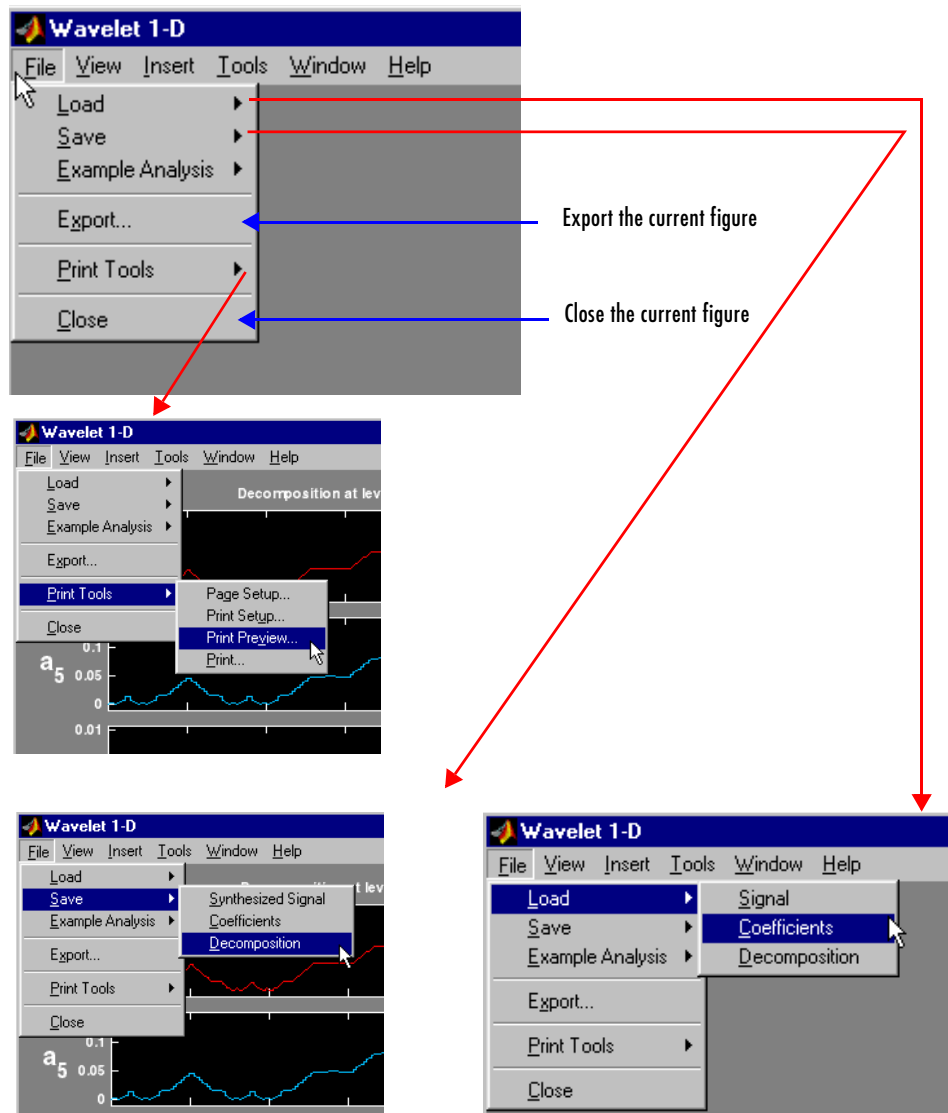 Wavelet 1-D
File View Insert Tools Window Help
Load
Save
Example Analysis
Export...
Export the current figure
Print Tools
Close
Close the current figure
Wavelet 1-D
File View Insert Tools Window Help
Load
Save
Example Analysis
Decomposition at lev
Export...
Print Tools
Page Setup...
Print Setup...
Print Preview...
Print...
Close
0.1
a5 0.05
0
0.01
Wavelet 1-D
File View Insert Tools Window Help
Load
Save
Synthesized Signal
Example Analysis
Coefficients
Decomposition
Export...
Print Tools
Close
0.1
a5 0.05
0
Wavelet 1-D
File View Insert Tools Window Help
Load
Signal
Save
Coefficients
Example Analysis
Decomposition
Export...
Print Tools
Close